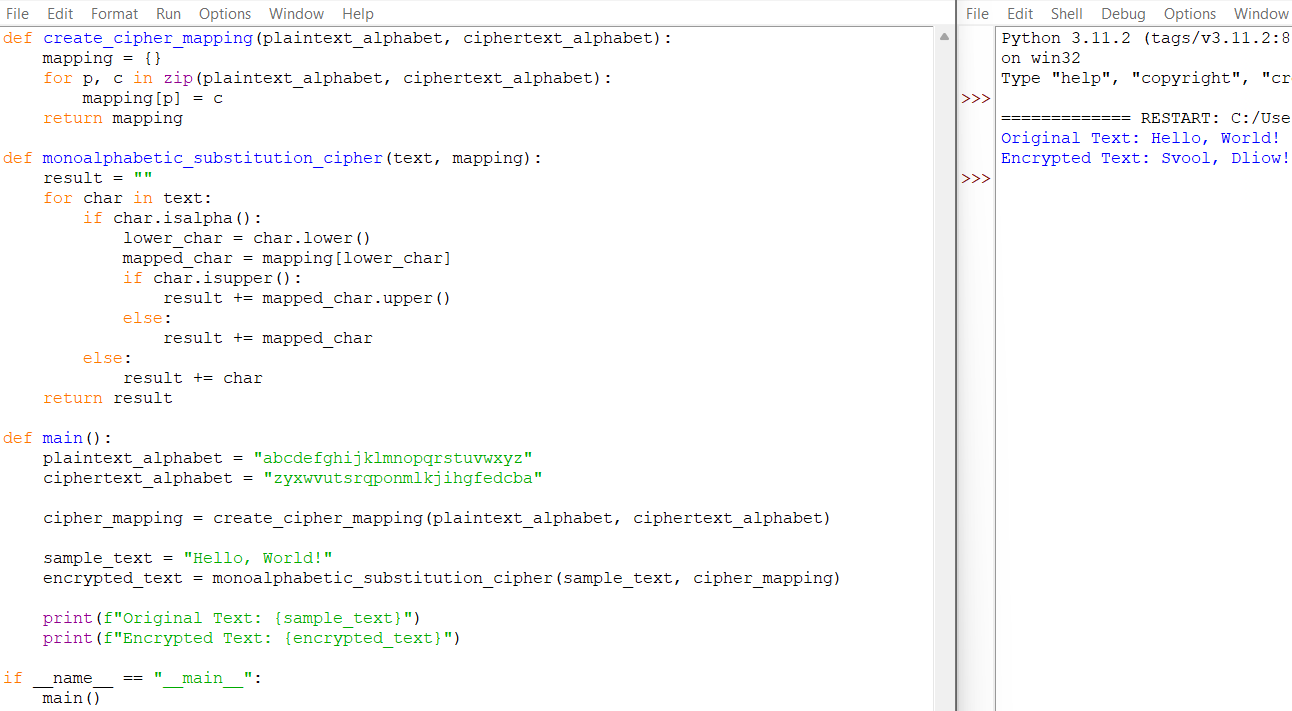 File Edit Format Run Options Window Help
def create_cipher_mapping(plaintext_alphabet, ciphertext_alphabet):
    mapping = {}
    for p, c in zip(plaintext_alphabet, ciphertext_alphabet):
        mapping[p] = c
    return mapping

def monoalphabetic_substitution_cipher(text, mapping):
    result = ""
    for char in text:
        if char.isalpha():
            lower_char = char.lower()
            mapped_char = mapping[lower_char]
            if char.isupper():
                result += mapped_char.upper()
            else:
                result += mapped_char
        else:
            result += char
    return result

def main():
    plaintext_alphabet = "abcdefghijklmnopqrstuvwxyz"
    ciphertext_alphabet = "zyxwvutsrqponmlkjihgfedcba"

    cipher_mapping = create_cipher_mapping(plaintext_alphabet, ciphertext_alphabet)

    sample_text = "Hello, World!"
    encrypted_text = monoalphabetic_substitution_cipher(sample_text, cipher_mapping)

    print(f"Original Text: {sample_text}")
    print(f"Encrypted Text: {encrypted_text}")

if __name__ == "__main__":
    main()
File Edit Shell Debug Options Window
Python 3.11.2 (tags/v3.11.2:8
on win32
Type "help", "copyright", "cr
>>>
============= RESTART: C:/Use
Original Text: Hello, World!
Encrypted Text: Svool, Dliow!
>>>